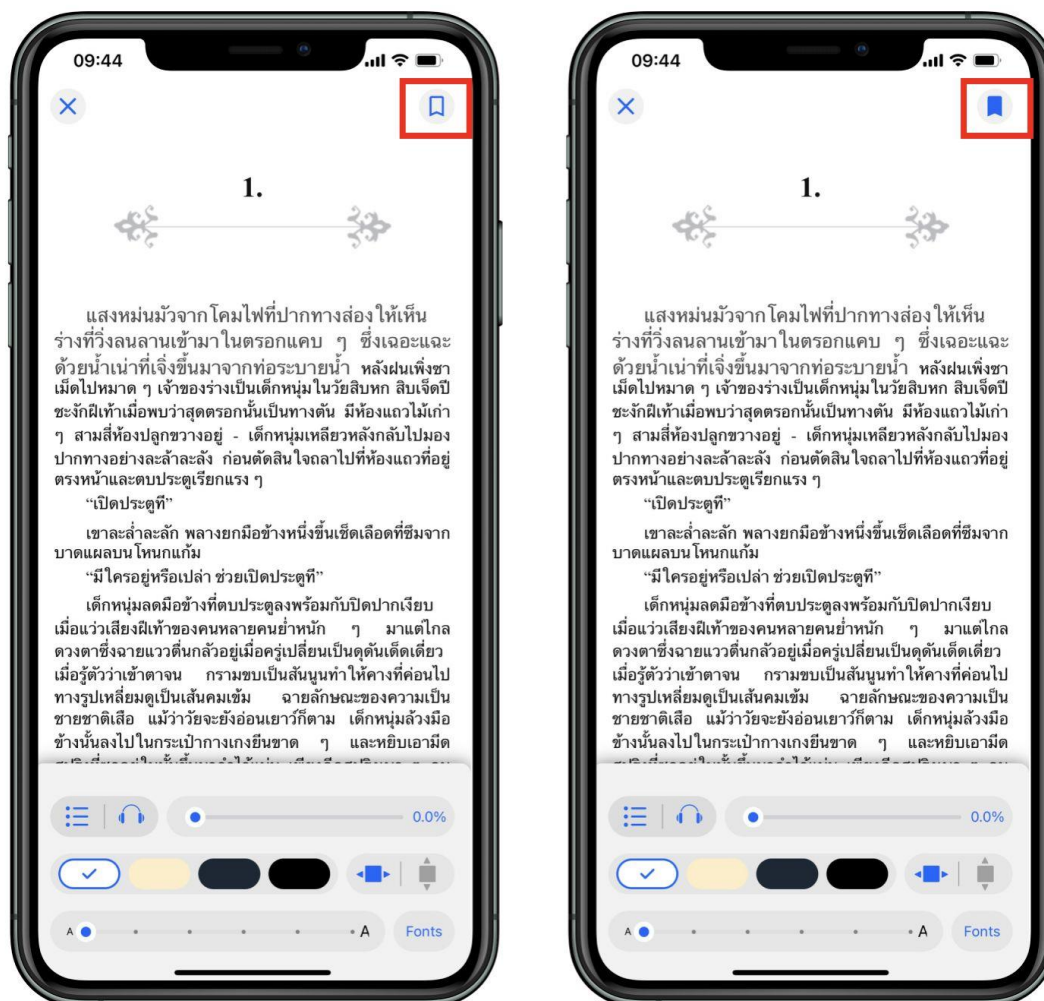 09:44
1.
แสงหม่นมัวจากโคมไฟที่ปากทางส่องให้เห็น
ร่างที่วิ่งลนลานเข้ามาในตรอกแคบ ๆ ซึ่งเฉอะแฉะ
ด้วยน้ำเน่าที่เจิ่งขึ้นมาจากท่อระบายน้ำ หลังฝนเพิ่งซา
เม็ดไปหมาด ๆ เจ้าของร่างเป็นเด็กหนุ่มในวัยสิบหก สิบเจ็ดปี
ชะงักฝีเท้าเมื่อพบว่าสุดตรอกนั้นเป็นทางตัน มีห้องแถวไม้เก่า
ๆ สามสี่ห้องปลูกขวางอยู่ - เด็กหนุ่มเหลียวหลังกลับไปมอง
ปากทางอย่างละล้าละลัง ก่อนตัดสินใจถลาไปที่ห้องแถวที่อยู่
ตรงหน้าและตบประตูเรียกแรง ๆ
“เปิดประตูที”
เขาละล่ำละลัก พลางยกมือข้างหนึ่งขึ้นเช็ดเลือดที่ซึมจาก
บาดแผลบนโหนกแก้ม
“มีใครอยู่หรือเปล่า ช่วยเปิดประตูที”
เด็กหนุ่มลดมือข้างที่ตบประตูลงพร้อมกับปิดปากเงียบ
เมื่อแว่วเสียงฝีเท้าของคนหลายคนย่ำหนัก ๆ มาแต่ไกล
ดวงตาซึ่งฉายแววตื่นกลัวอยู่เมื่อครู่เปลี่ยนเป็นดุดันเด็ดเดี่ยว
เมื่อรู้ตัวว่าเข้าตาจน กรามขบเป็นสันนูนทำให้คางที่ค่อนไป
ทางรูปเหลี่ยมดูเป็นเส้นคมเข้ม ฉายลักษณะของความเป็น
ชายชาติเสือ แม้ว่าวัยจะยังอ่อนเยาว์ก็ตาม เด็กหนุ่มล้วงมือ
ข้างนั้นลงไปในกระเป๋ากางเกงยีนขาด ๆ และหยิบเอามีด
0.0%
A A Fonts
09:44
1.
แสงหม่นมัวจากโคมไฟที่ปากทางส่องให้เห็น
ร่างที่วิ่งลนลานเข้ามาในตรอกแคบ ๆ ซึ่งเฉอะแฉะ
ด้วยน้ำเน่าที่เจิ่งขึ้นมาจากท่อระบายน้ำ หลังฝนเพิ่งซา
เม็ดไปหมาด ๆ เจ้าของร่างเป็นเด็กหนุ่มในวัยสิบหก สิบเจ็ดปี
ชะงักฝีเท้าเมื่อพบว่าสุดตรอกนั้นเป็นทางตัน มีห้องแถวไม้เก่า
ๆ สามสี่ห้องปลูกขวางอยู่ - เด็กหนุ่มเหลียวหลังกลับไปมอง
ปากทางอย่างละล้าละลัง ก่อนตัดสินใจถลาไปที่ห้องแถวที่อยู่
ตรงหน้าและตบประตูเรียกแรง ๆ
“เปิดประตูที”
เขาละล่ำละลัก พลางยกมือข้างหนึ่งขึ้นเช็ดเลือดที่ซึมจาก
บาดแผลบนโหนกแก้ม
“มีใครอยู่หรือเปล่า ช่วยเปิดประตูที”
เด็กหนุ่มลดมือข้างที่ตบประตูลงพร้อมกับปิดปากเงียบ
เมื่อแว่วเสียงฝีเท้าของคนหลายคนย่ำหนัก ๆ มาแต่ไกล
ดวงตาซึ่งฉายแววตื่นกลัวอยู่เมื่อครู่เปลี่ยนเป็นดุดันเด็ดเดี่ยว
เมื่อรู้ตัวว่าเข้าตาจน กรามขบเป็นสันนูนทำให้คางที่ค่อนไป
ทางรูปเหลี่ยมดูเป็นเส้นคมเข้ม ฉายลักษณะของความเป็น
ชายชาติเสือ แม้ว่าวัยจะยังอ่อนเยาว์ก็ตาม เด็กหนุ่มล้วงมือ
ข้างนั้นลงไปในกระเป๋ากางเกงยีนขาด ๆ และหยิบเอามีด
0.0%
A A Fonts